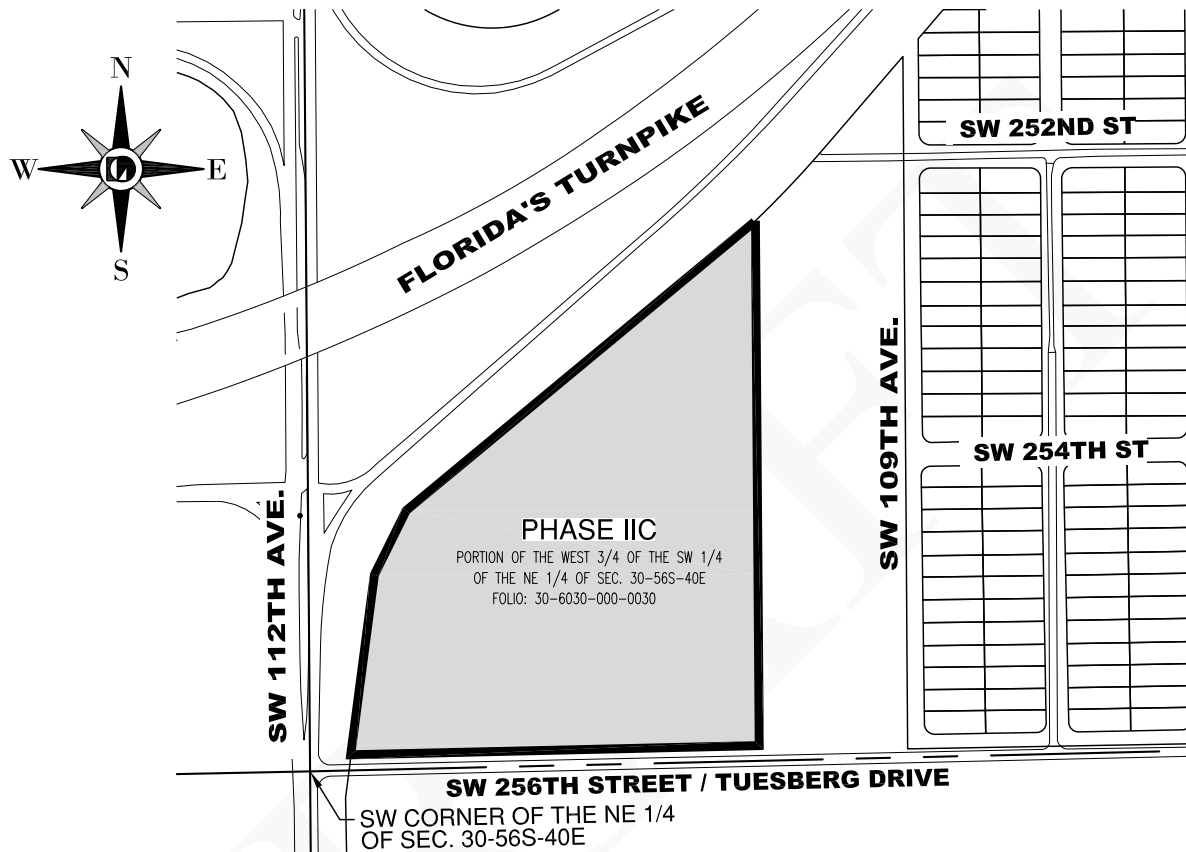 N
W
E
S
FLORIDA'S TURNPIKE
SW 252ND ST
SW 109TH AVE.
SW 254TH ST
SW 112TH AVE.
PHASE IIC
PORTION OF THE WEST 3/4 OF THE SW 1/4
OF THE NE 1/4 OF SEC. 30-56S-40E
FOLIO: 30-6030-000-0030
SW 256TH STREET / TUESBERG DRIVE
SW CORNER OF THE NE 1/4
OF SEC. 30-56S-40E